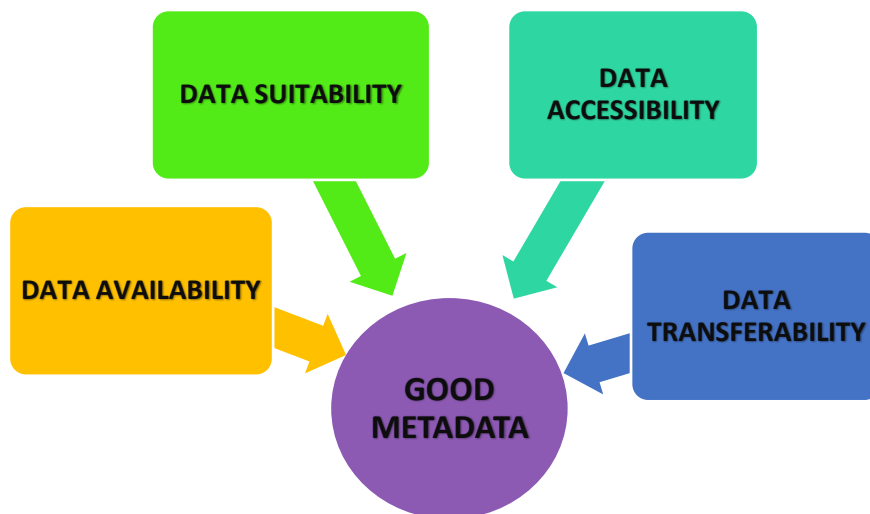 DATA SUITABILITY
DATA
ACCESSIBILITY
DATA AVAILABILITY
DATA
TRANSFERABILITY
GOOD
METADATA